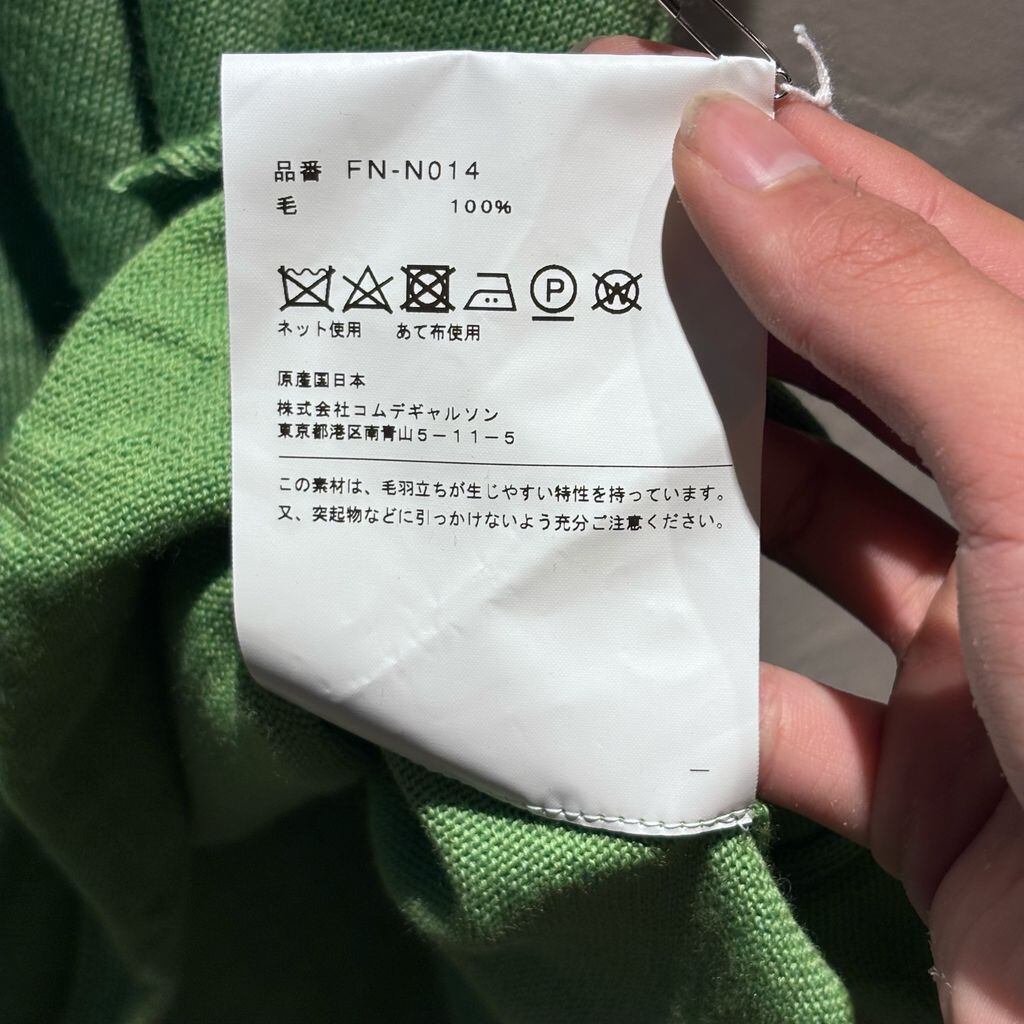 品番 FN-N014
毛 100%
P W
ネット使用 あて布使用
原産国日本
株式会社コムデギャルソン
東京都港区南青山5-11-5
この素材は、毛羽立ちが生じやすい特性を持っています。
又、突起物などに引っかけないよう充分ご注意ください。